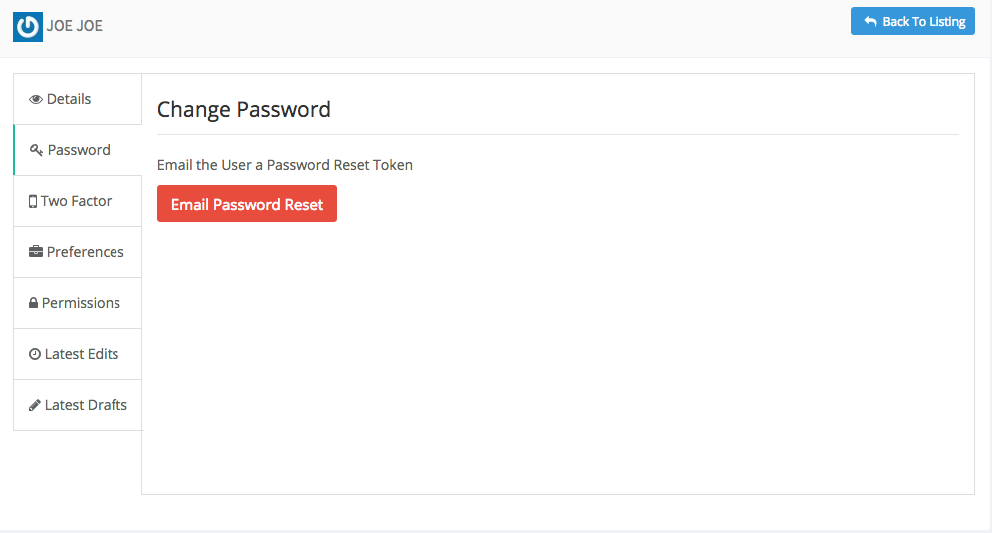 JOE JOE
Back To Listing
Details
Password
Two Factor
Preferences
Permissions
Latest Edits
Latest Drafts
Change Password
Email the User a Password Reset Token
Email Password Reset